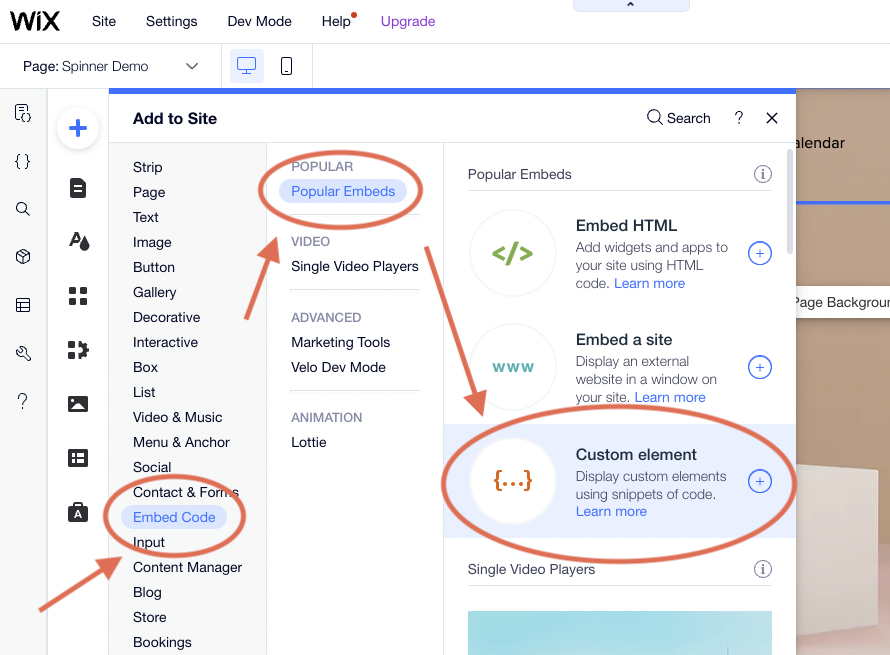 WiX
Site
Settings
Dev Mode
Help
Upgrade
Page: Spinner Demo
Add to Site
Search
?
Strip
Page
Text
Image
Button
Gallery
Decorative
Interactive
Box
List
Video & Music
Menu & Anchor
Social
Contact & Forms
Embed Code
Input
Content Manager
Blog
Store
Bookings
POPULAR
Popular Embeds
VIDEO
Single Video Players
ADVANCED
Marketing Tools
Velo Dev Mode
ANIMATION
Lottie
Popular Embeds
</>
Embed HTML
Add widgets and apps to
your site using HTML
code. Learn more
www
Embed a site
Display an external
website in a window on
your site. Learn more
{...}
Custom element
Display custom elements
using snippets of code.
Learn more
Single Video Players
alendar
Page Backgroun